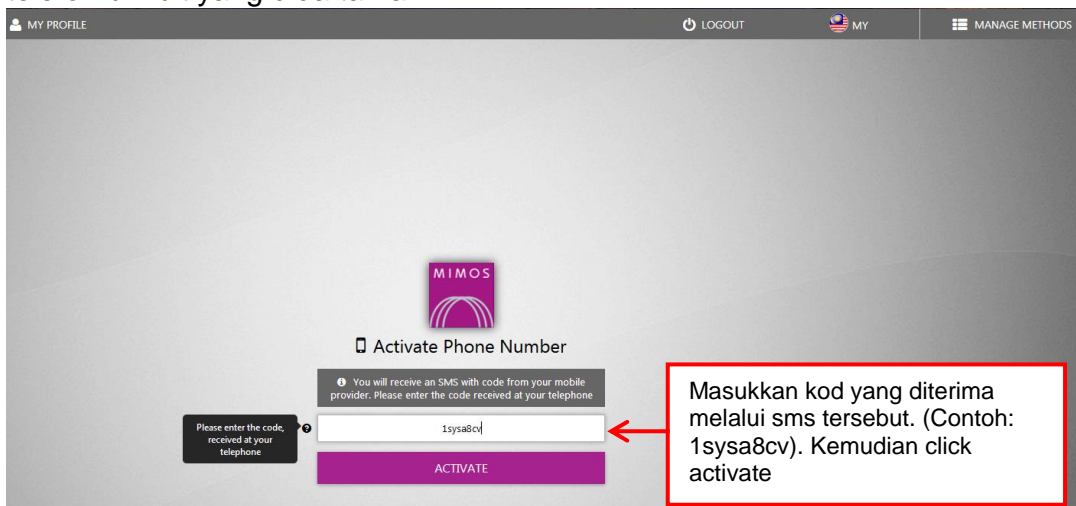 MY PROFILE
LOGOUT
MY
MANAGE METHODS
MIMOS
Activate Phone Number
You will receive an SMS with code from your mobile
provider. Please enter the code received at your telephone
Please enter the code,
received at your
telephone
1sysa8cv
ACTIVATE
Masukkan kod yang diterima
melalui sms tersebut. (Contoh:
1sysa8cv). Kemudian click
activate